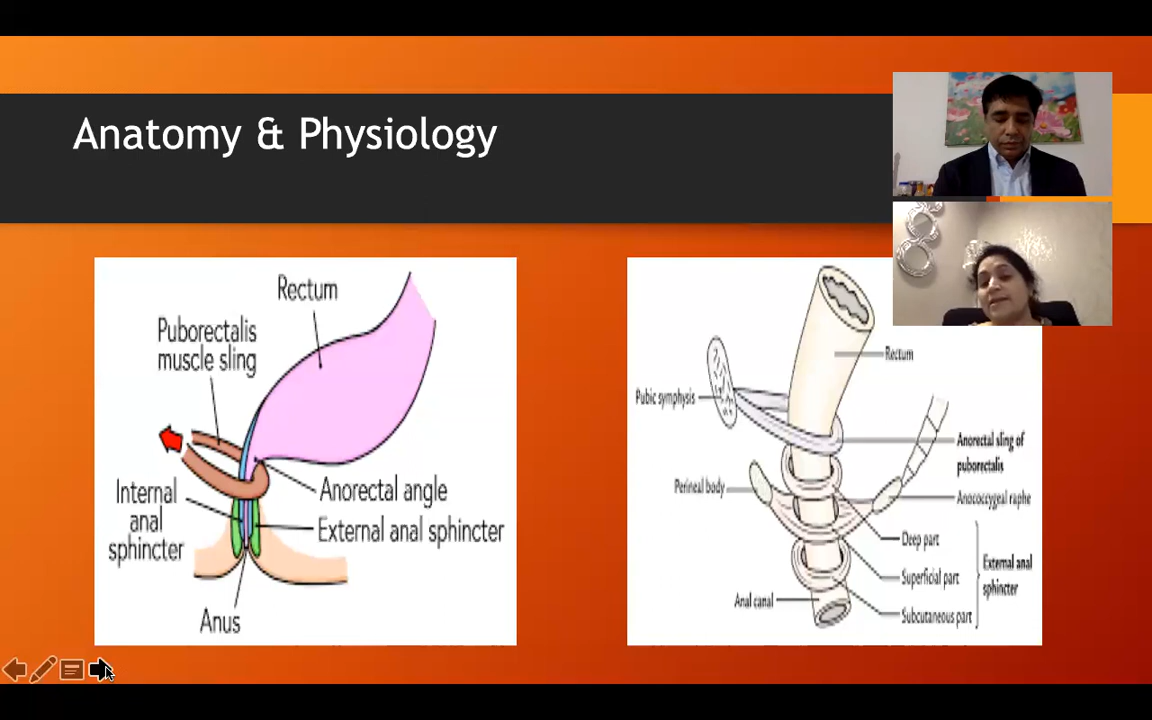 Anatomy & Physiology
Rectum
Puborectalis
muscle sling
Anorectal angle
Internal
anal
sphincter
External anal sphincter
Anus
Rectum
Pubic symphysis
Anorectal sling of
puborectalis
Perineal body
Anococcygeal raphe
Deep part
External anal
sphincter
Superficial part
Anal canal
Subcutaneous part